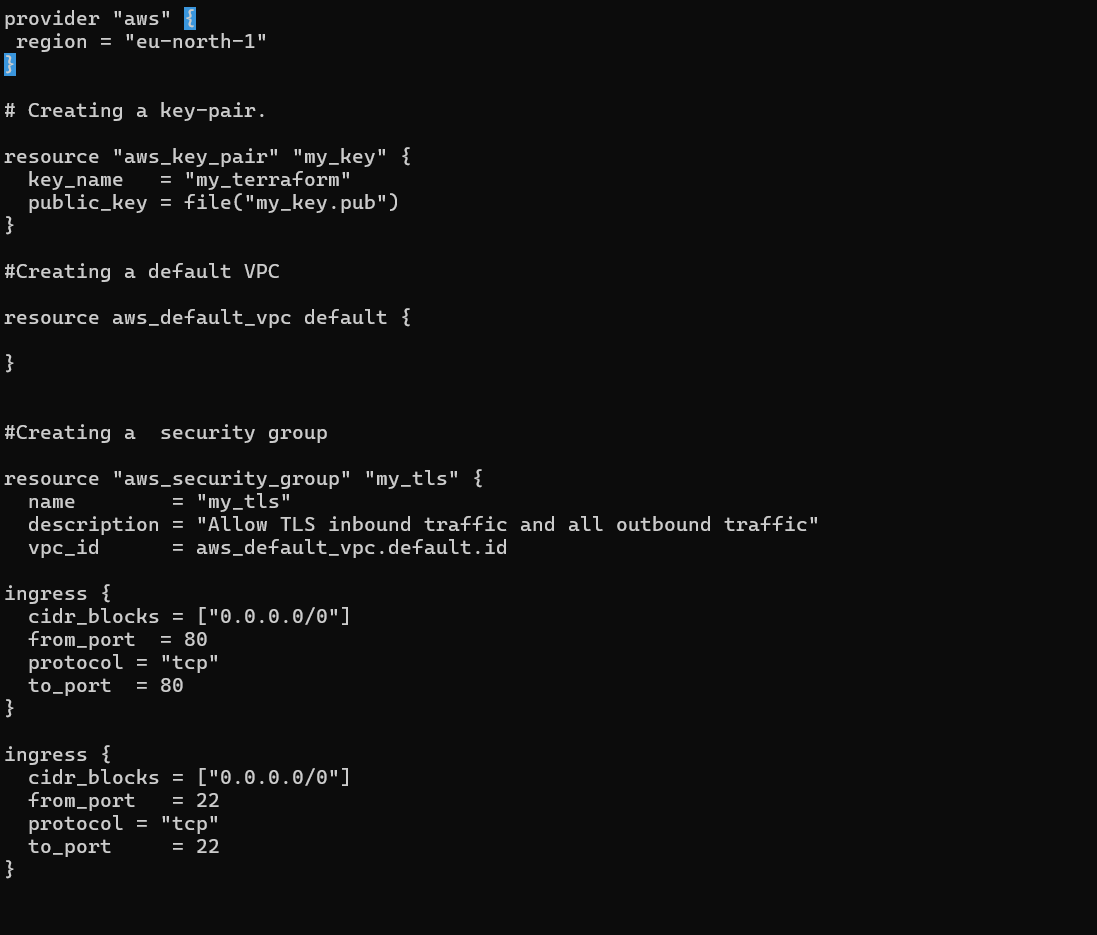 provider "aws" {
 region = "eu-north-1"
}
# Creating a key-pair.
resource "aws_key_pair" "my_key" {
  key_name   = "my_terraform"
  public_key = file("my_key.pub")
}
#Creating a default VPC
resource aws_default_vpc default {
}
#Creating a  security group
resource "aws_security_group" "my_tls" {
  name        = "my_tls"
  description = "Allow TLS inbound traffic and all outbound traffic"
  vpc_id      = aws_default_vpc.default.id
ingress {
  cidr_blocks = ["0.0.0.0/0"]
  from_port  = 80
  protocol = "tcp"
  to_port  = 80
}
ingress {
  cidr_blocks = ["0.0.0.0/0"]
  from_port   = 22
  protocol = "tcp"
  to_port     = 22
}